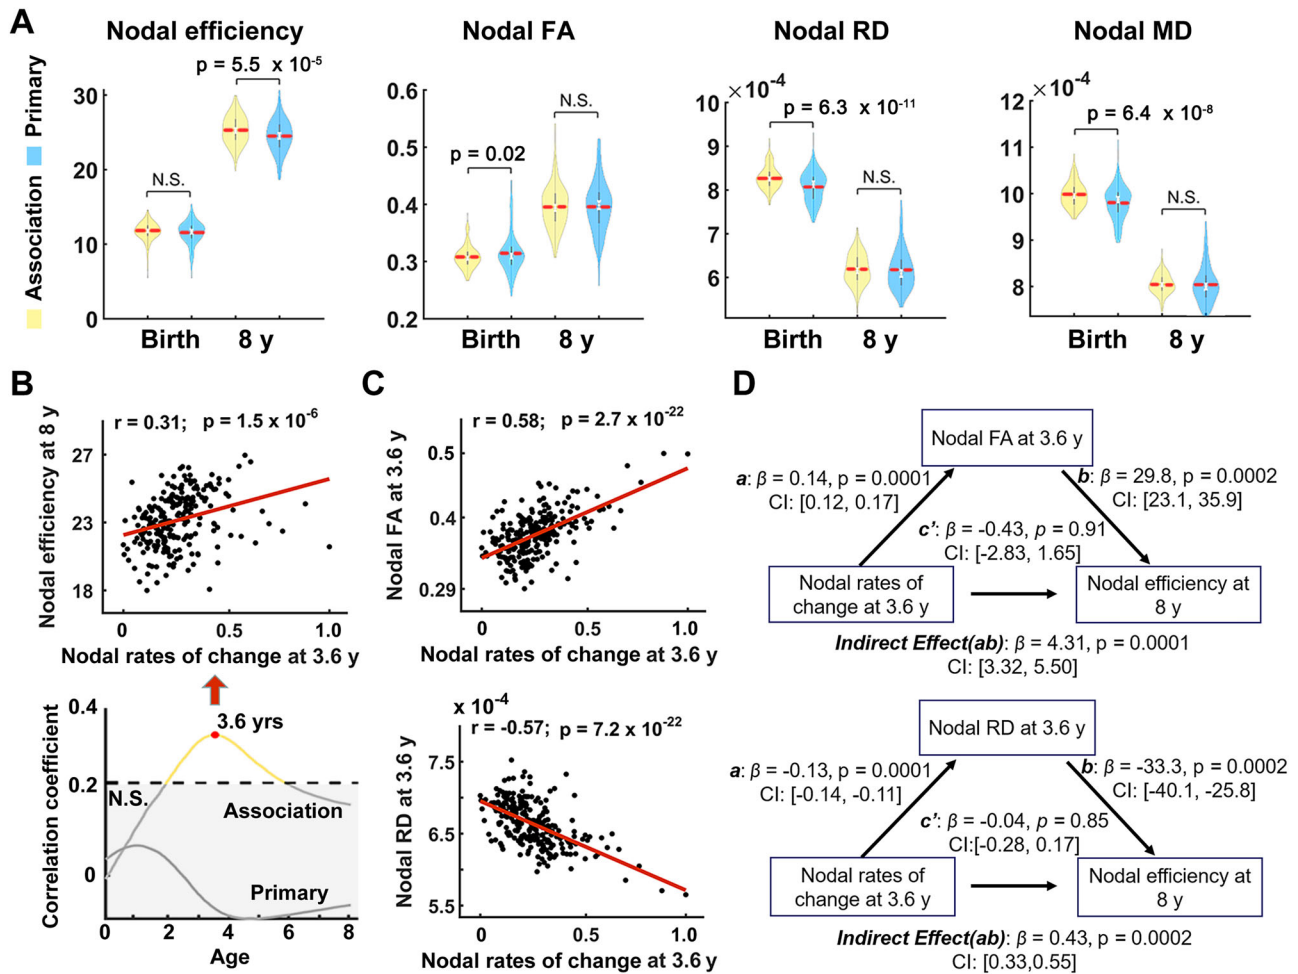 A
Nodal efficiency
Nodal FA
Nodal RD
Nodal MD
Association
Primary
p = 5.5 x 10-5
N.S.
30
20
10
0
Birth
8 y
0.6
0.5
0.4
0.3
0.2
p = 0.02
N.S.
Birth
8 y
×10-4
10
9
8
7
6
p = 6.3 x 10-11
N.S.
Birth
8 y
×10-4
12
10
9
8
p = 6.4 x 10-8
N.S.
Birth
8 y
B
Nodal efficiency at 8 y
r = 0.31; p = 1.5 x 10-6
27
23
18
0
0.5
1.0
Nodal rates of change at 3.6 y
Correlation coefficient
0.4
0.2
0
3.6 yrs
N.S.
Association
Primary
0
2
4
6
8
Age
C
Nodal FA at 3.6 y
r = 0.58; p = 2.7 x 10-22
0.5
0.4
0.29
0
0.5
1.0
Nodal rates of change at 3.6 y
x 10-4
Nodal RD at 3.6 y
r = -0.57; p = 7.2 x 10-22
7.5
6.5
5.5
0
0.5
1.0
Nodal rates of change at 3.6 y
D
Nodal FA at 3.6 y
a: β = 0.14, p = 0.0001
CI: [0.12, 0.17]
b: β = 29.8, p = 0.0002
CI: [23.1, 35.9]
c’: β = -0.43, p = 0.91
CI: [-2.83, 1.65]
Nodal rates of
change at 3.6 y
Nodal efficiency at
8 y
Indirect Effect(ab): β = 4.31, p = 0.0001
CI: [3.32, 5.50]
Nodal RD at 3.6 y
a: β = -0.13, p = 0.0001
CI: [-0.14, -0.11]
b: β = -33.3, p = 0.0002
CI: [-40.1, -25.8]
c’: β = -0.04, p = 0.85
CI:[-0.28, 0.17]
Nodal rates of
change at 3.6 y
Nodal efficiency at
8 y
Indirect Effect(ab): β = 0.43, p = 0.0002
CI: [0.33,0.55]